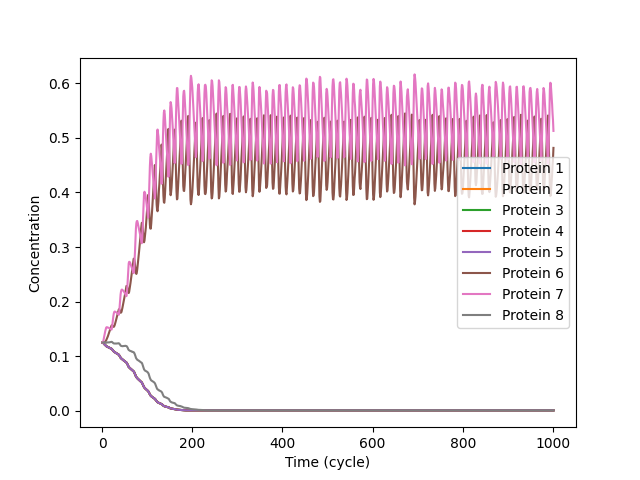 0.6
0.5
0.4
0.3
0.2
0.1
0.0
Concentration
0
200
400
600
800
1000
Time (cycle)
Protein 1
Protein 2
Protein 3
Protein 4
Protein 5
Protein 6
Protein 7
Protein 8